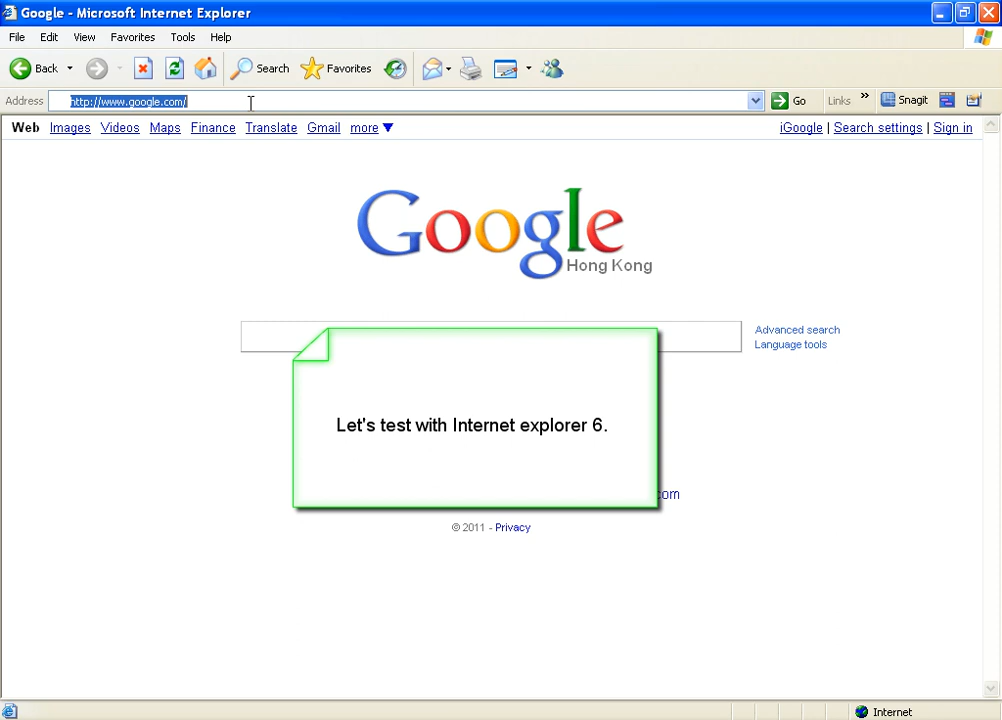 Google - Microsoft Internet Explorer
File Edit View Favorites Tools Help
Back Search Favorites
Address http://www.google.com/ Go Links » Snagit
Web Images Videos Maps Finance Translate Gmail more ▼ iGoogle | Search settings | Sign in
Google
Hong Kong
Advanced search
Language tools
Let's test with Internet explorer 6.
com
© 2011 - Privacy
Internet